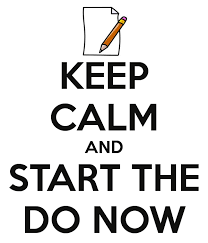 KEEP
CALM
AND
START THE
DO NOW